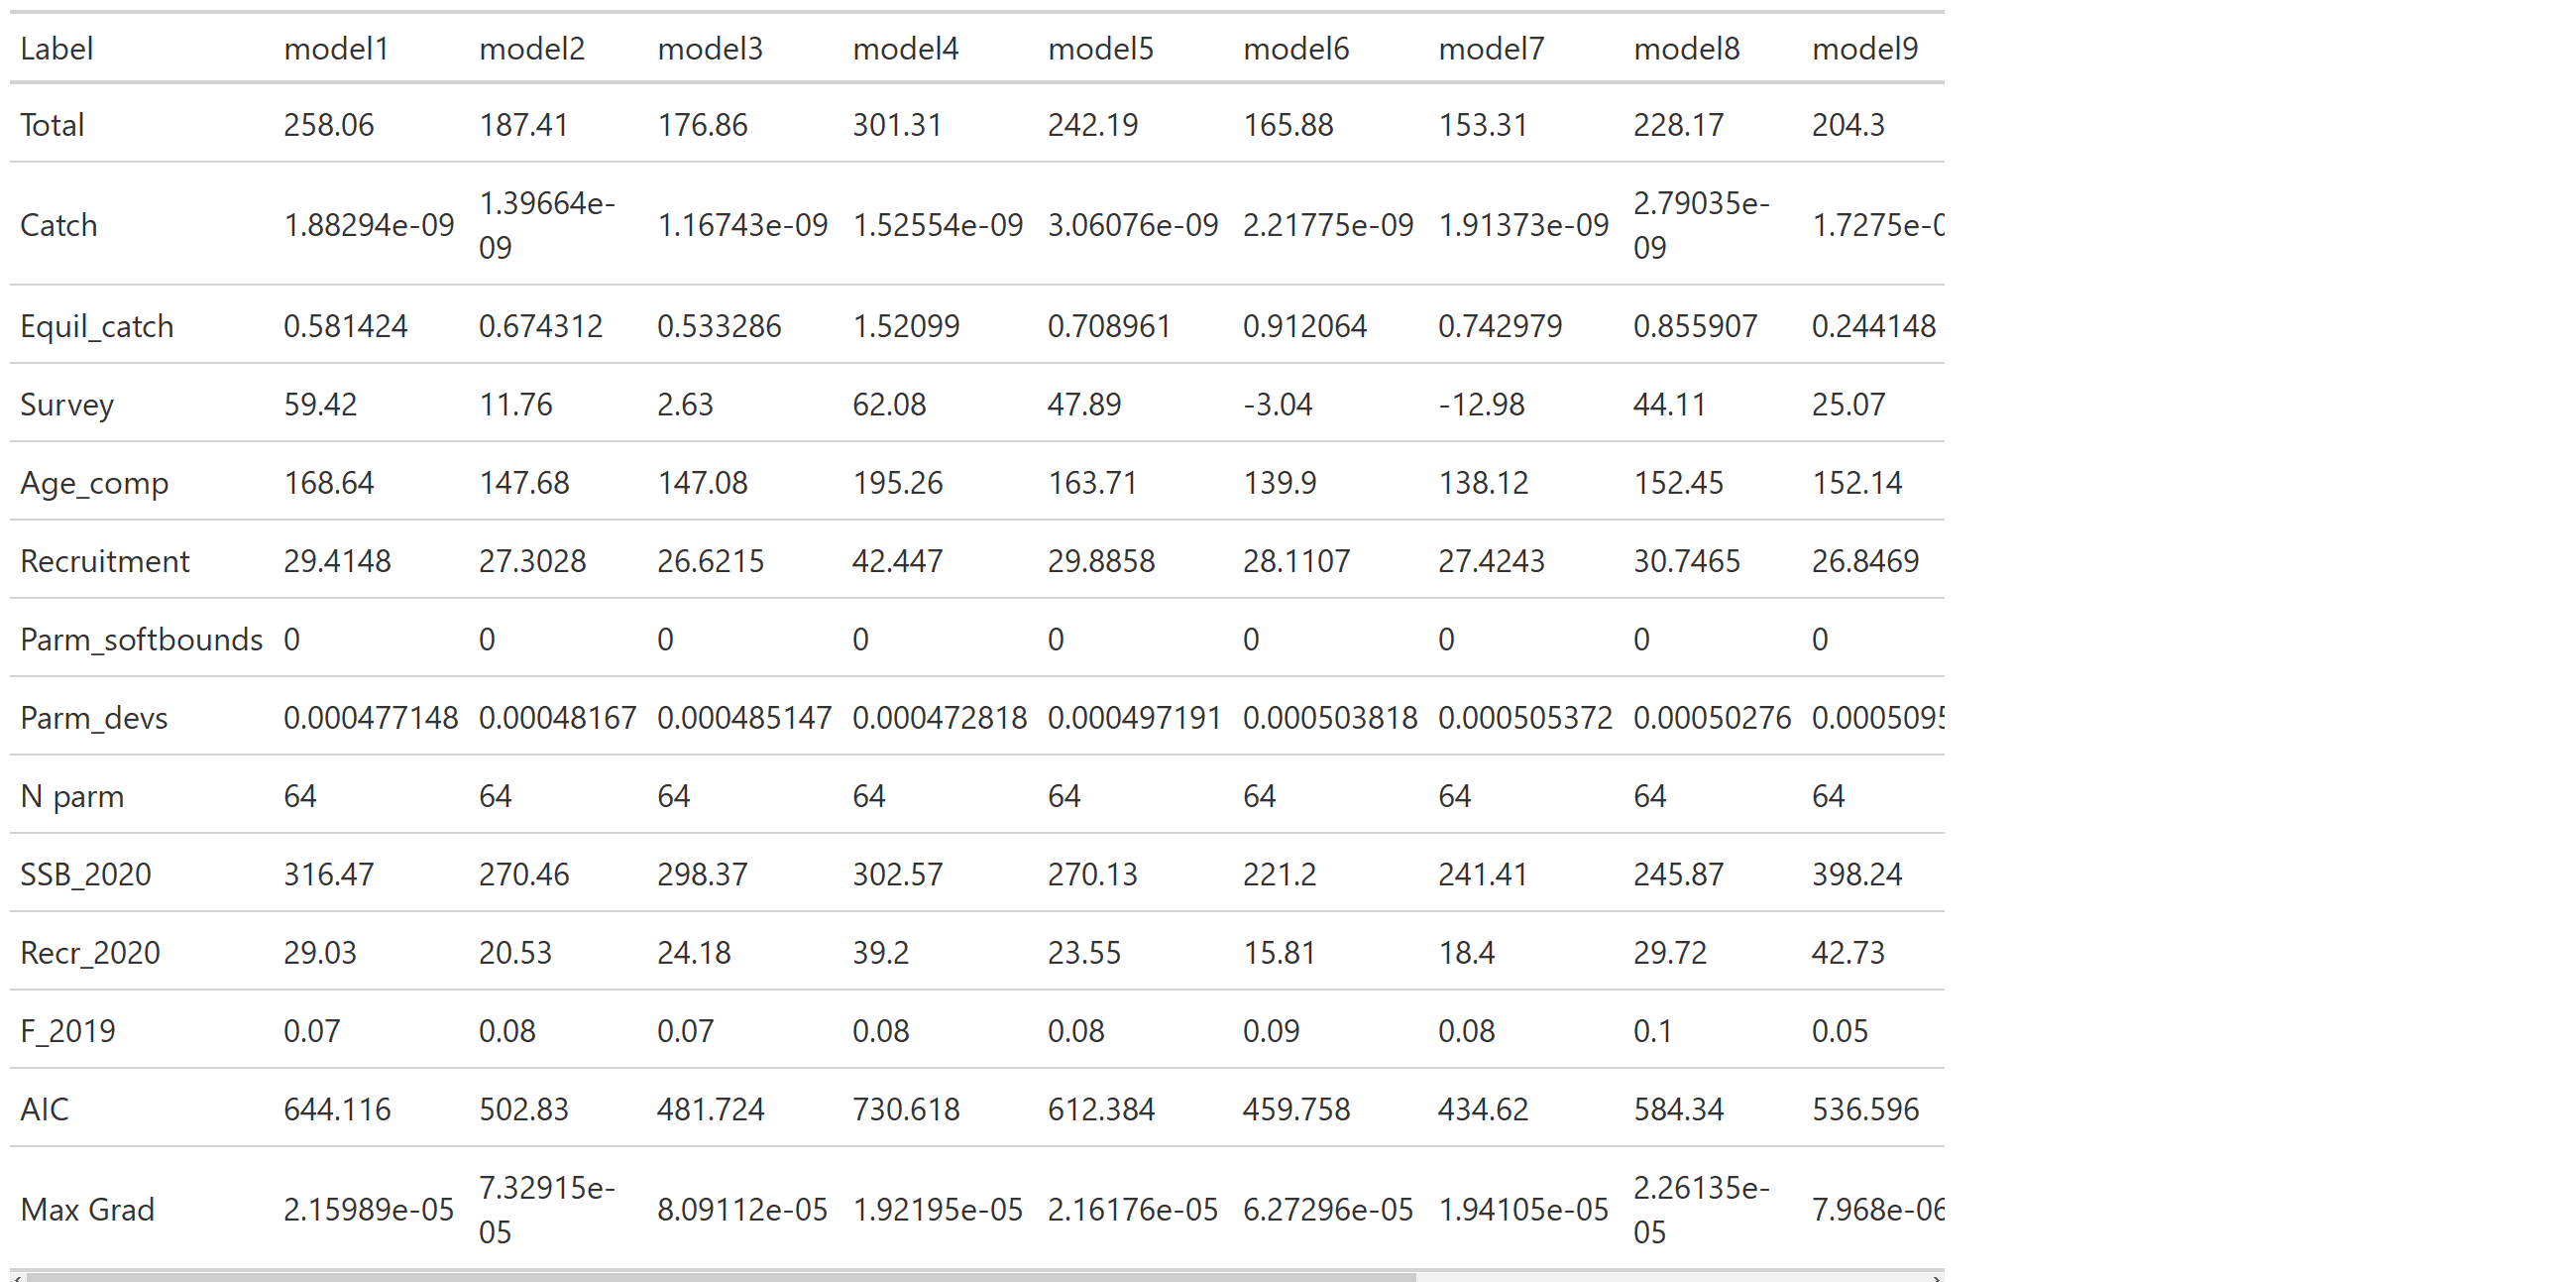 Label model1 model2 model3 model4 model5 model6 model7 model8 model9
Total 258.06 187.41 176.86 301.31 242.19 165.88 153.31 228.17 204.3
Catch 1.88294e-09 1.39664e-09 1.16743e-09 1.52554e-09 3.06076e-09 2.21775e-09 1.91373e-09 2.79035e-09 1.7275e-0
Equil_catch 0.581424 0.674312 0.533286 1.52099 0.708961 0.912064 0.742979 0.855907 0.244148
Survey 59.42 11.76 2.63 62.08 47.89 -3.04 -12.98 44.11 25.07
Age_comp 168.64 147.68 147.08 195.26 163.71 139.9 138.12 152.45 152.14
Recruitment 29.4148 27.3028 26.6215 42.447 29.8858 28.1107 27.4243 30.7465 26.8469
Parm_softbounds 0 0 0 0 0 0 0 0 0
Parm_devs 0.000477148 0.00048167 0.000485147 0.000472818 0.000497191 0.000503818 0.000505372 0.00050276 0.0005095
N parm 64 64 64 64 64 64 64 64 64
SSB_2020 316.47 270.46 298.37 302.57 270.13 221.2 241.41 245.87 398.24
Recr_2020 29.03 20.53 24.18 39.2 23.55 15.81 18.4 29.72 42.73
F_2019 0.07 0.08 0.07 0.08 0.08 0.09 0.08 0.1 0.05
AIC 644.116 502.83 481.724 730.618 612.384 459.758 434.62 584.34 536.596
Max Grad 2.15989e-05 7.32915e-05 8.09112e-05 1.92195e-05 2.16176e-05 6.27296e-05 1.94105e-05 2.26135e-05 7.968e-06